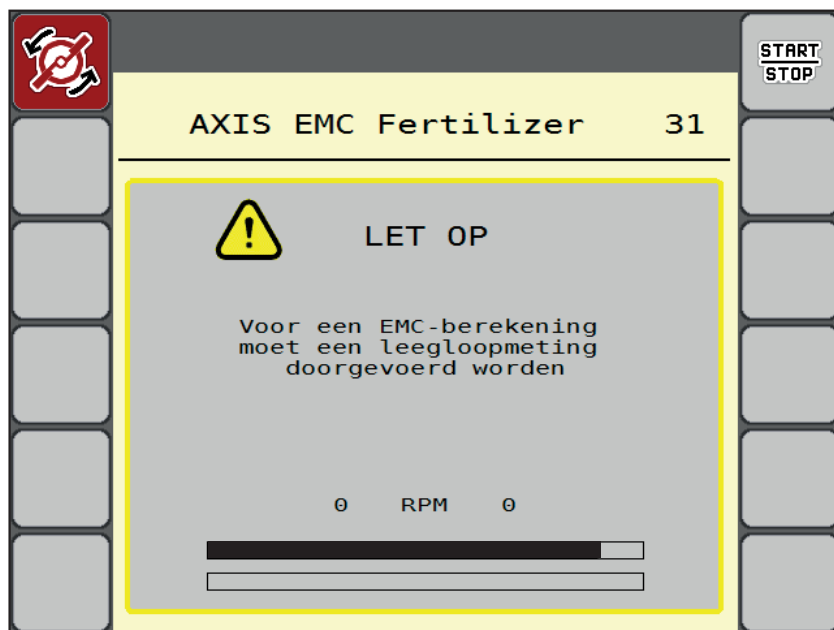 START
STOP
AXIS EMC Fertilizer 31
LET OP
Voor een EMC-berekening
moet een leegloopmeting
doorgevoerd worden
0 RPM 0